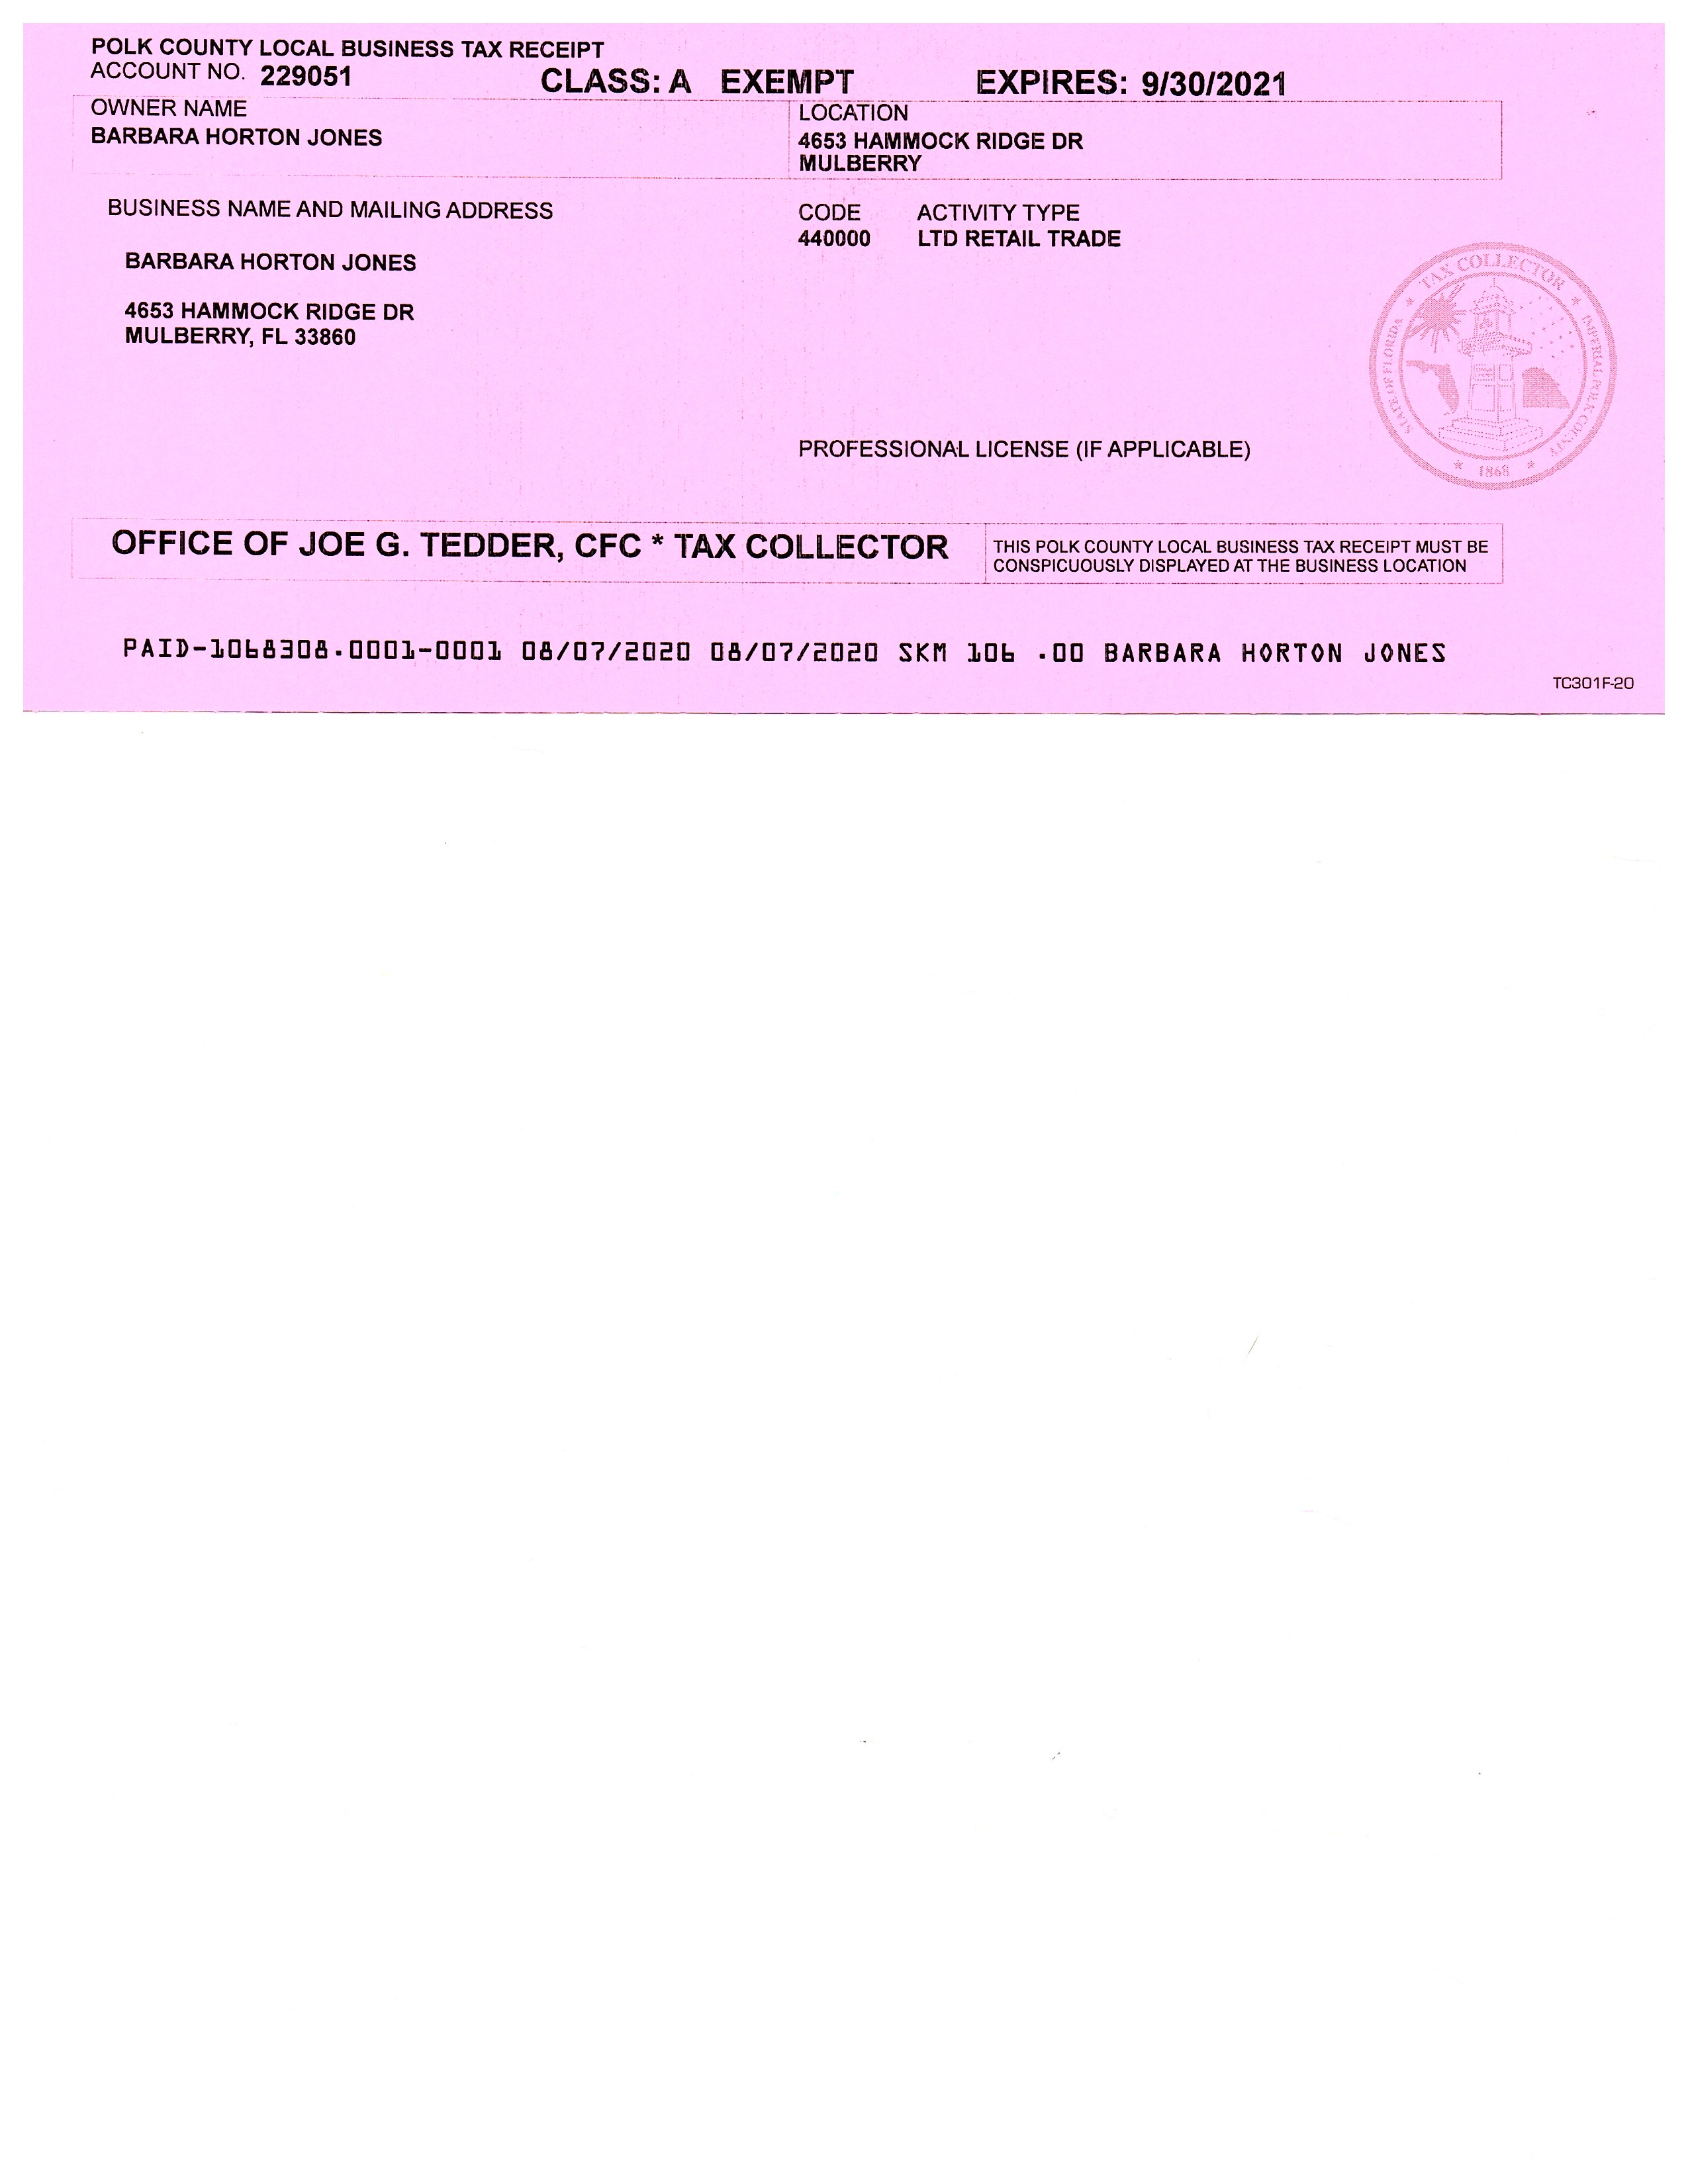 POLK COUNTY LOCAL BUSINESS TAX RECEIPT
ACCOUNT NO. 229051 CLASS: A EXEMPT EXPIRES: 9/30/2021
OWNER NAME
BARBARA HORTON JONES
LOCATION
4653 HAMMOCK RIDGE DR
MULBERRY
BUSINESS NAME AND MAILING ADDRESS
BARBARA HORTON JONES
4653 HAMMOCK RIDGE DR
MULBERRY, FL 33860
CODE ACTIVITY TYPE
440000 LTD RETAIL TRADE
TAX COLLECTOR
STATE OF FLORIDA
IMPERIAL POLK COUNTY
1868
PROFESSIONAL LICENSE (IF APPLICABLE)
OFFICE OF JOE G. TEDDER, CFC * TAX COLLECTOR
THIS POLK COUNTY LOCAL BUSINESS TAX RECEIPT MUST BE
CONSPICUOUSLY DISPLAYED AT THE BUSINESS LOCATION
PAID-1068308.0001-0001 08/07/2020 08/07/2020 SKM 106 .00 BARBARA HORTON JONES
TC301F-20